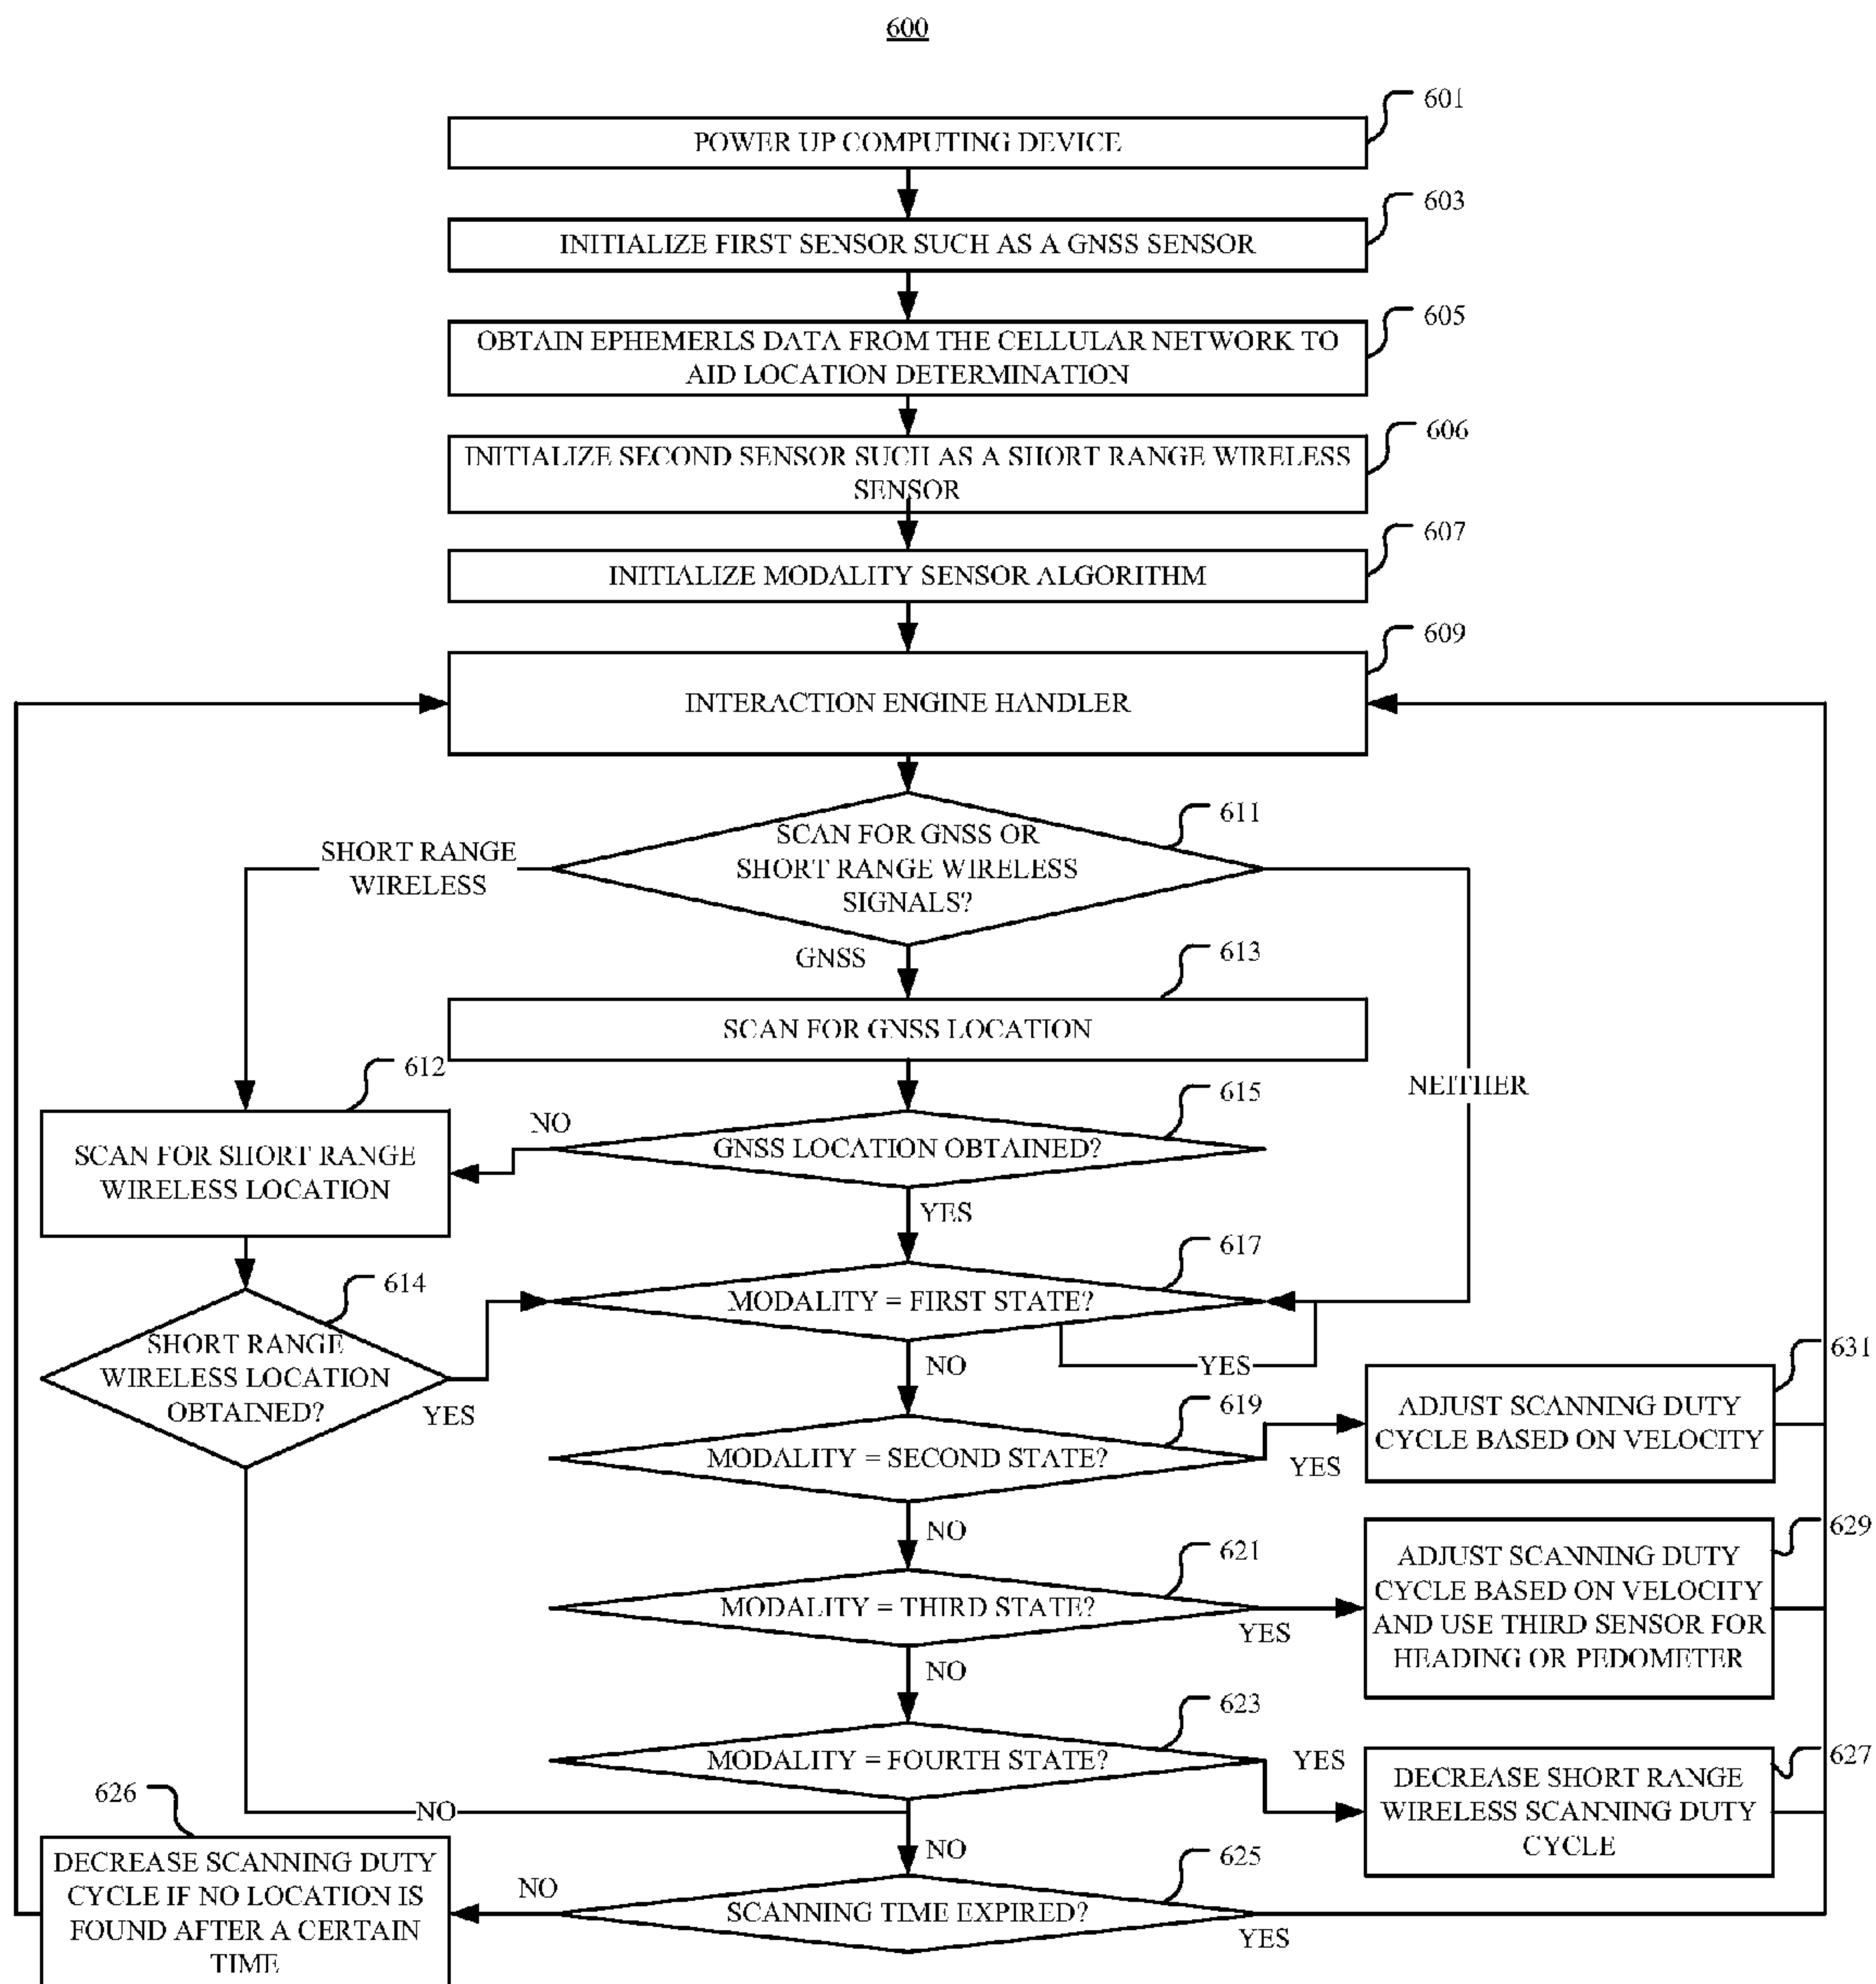 600
601
POWER UP COMPUTING DEVICE
603
INITIALIZE FIRST SENSOR SUCH AS A GNSS SENSOR
605
OBTAIN EPHEMERIS DATA FROM THE CELLULAR NETWORK TO
AID LOCATION DETERMINATION
606
INITIALIZE SECOND SENSOR SUCH AS A SHORT RANGE WIRELESS
SENSOR
607
INITIALIZE MODALITY SENSOR ALGORITHM
609
INTERACTION ENGINE HANDLER
611
SCAN FOR GNSS OR
SHORT RANGE WIRELESS
SIGNALS?
SHORT RANGE
WIRELESS
GNSS
NEITHER
613
SCAN FOR GNSS LOCATION
612
SCAN FOR SHORT RANGE
WIRELESS LOCATION
615
GNSS LOCATION OBTAINED?
NO
YES
614
SHORT RANGE
WIRELESS LOCATION
OBTAINED?
YES
617
MODALITY = FIRST STATE?
YES
NO
619
MODALITY = SECOND STATE?
YES
631
ADJUST SCANNING DUTY
CYCLE BASED ON VELOCITY
NO
621
MODALITY = THIRD STATE?
YES
629
ADJUST SCANNING DUTY
CYCLE BASED ON VELOCITY
AND USE THIRD SENSOR FOR
HEADING OR PEDOMETER
NO
623
MODALITY = FOURTH STATE?
YES
627
DECREASE SHORT RANGE
WIRELESS SCANNING DUTY
CYCLE
NO
NO
625
SCANNING TIME EXPIRED?
NO
YES
626
DECREASE SCANNING DUTY
CYCLE IF NO LOCATION IS
FOUND AFTER A CERTAIN
TIME